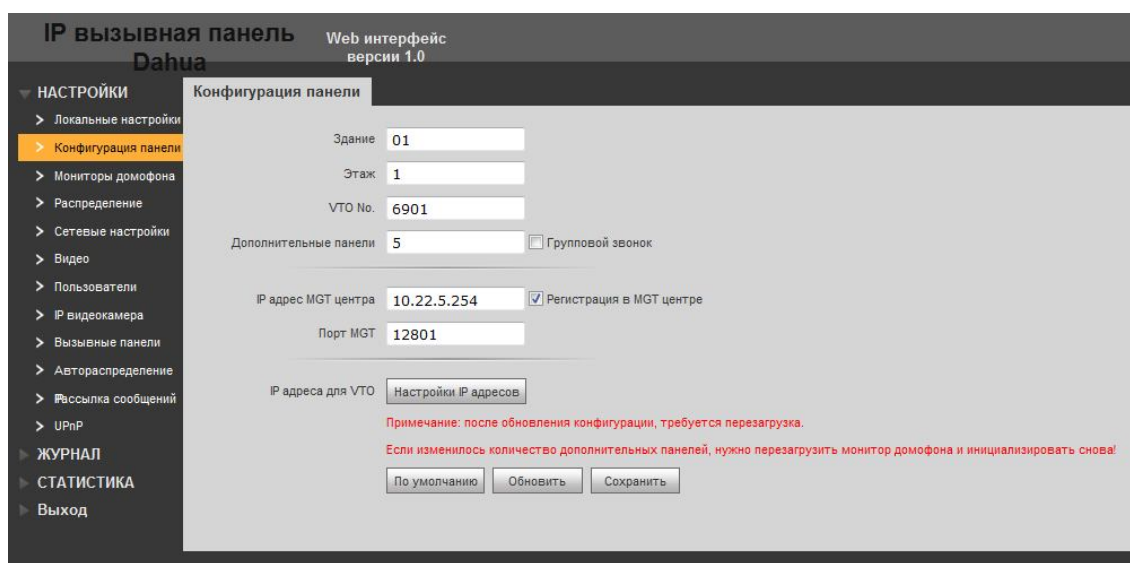 IP вызывная панель
Dahua
Web интерфейс
версии 1.0
НАСТРОЙКИ
Локальные настройки
Конфигурация панели
Мониторы домофона
Распределение
Сетевые настройки
Видео
Пользователи
IP видеокамера
Вызывные панели
Автораспределение
Рассылка сообщений
UPnP
ЖУРНАЛ
СТАТИСТИКА
Выход
Конфигурация панели
Здание 01
Этаж 1
VTO No. 6901
Дополнительные панели 5 Групповой звонок
IP адрес MGT центра 10.22.5.254 Регистрация в MGT центре
Порт MGT 12801
IP адреса для VTO Настройки IP адресов
Примечание: после обновления конфигурации, требуется перезагрузка.
Если изменилось количество дополнительных панелей, нужно перезагрузить монитор домофона и инициализировать снова!
По умолчанию Обновить Сохранить